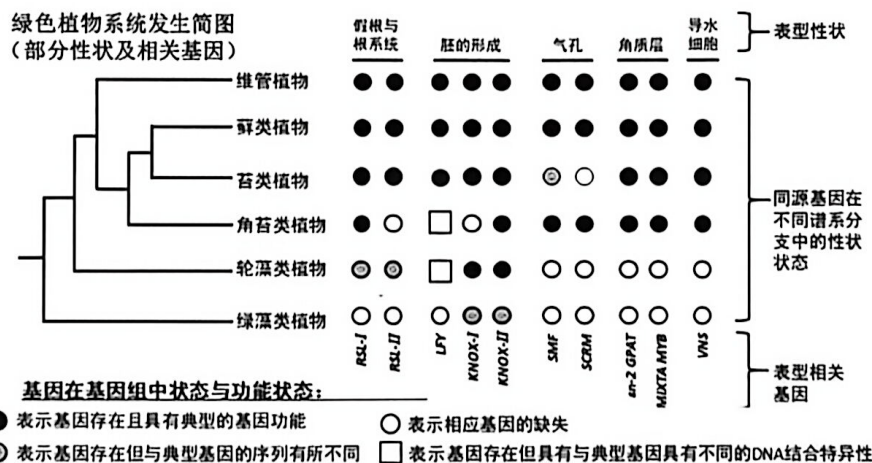 绿色植物系统发生简图
（部分性状及相关基因）
假根与
根系统
胚的形成
气孔
角质层
导水
细胞
表型性状
维管植物
藓类植物
苔类植物
角苔类植物
轮藻类植物
绿藻类植物
同源基因在
不同谱系分
支中的性状
状态
RSL-I
RSL-II
LFY
KNOX-I
KNOX-II
SMF
SCRM
sn-2 GPAT
MIXTA MYB
VNS
表型相关
基因
基因在基因组中状态与功能状态：
表示基因存在且具有典型的基因功能
表示相应基因的缺失
表示基因存在但与典型基因的序列有所不同
表示基因存在但具有与典型基因具有不同的DNA结合特异性